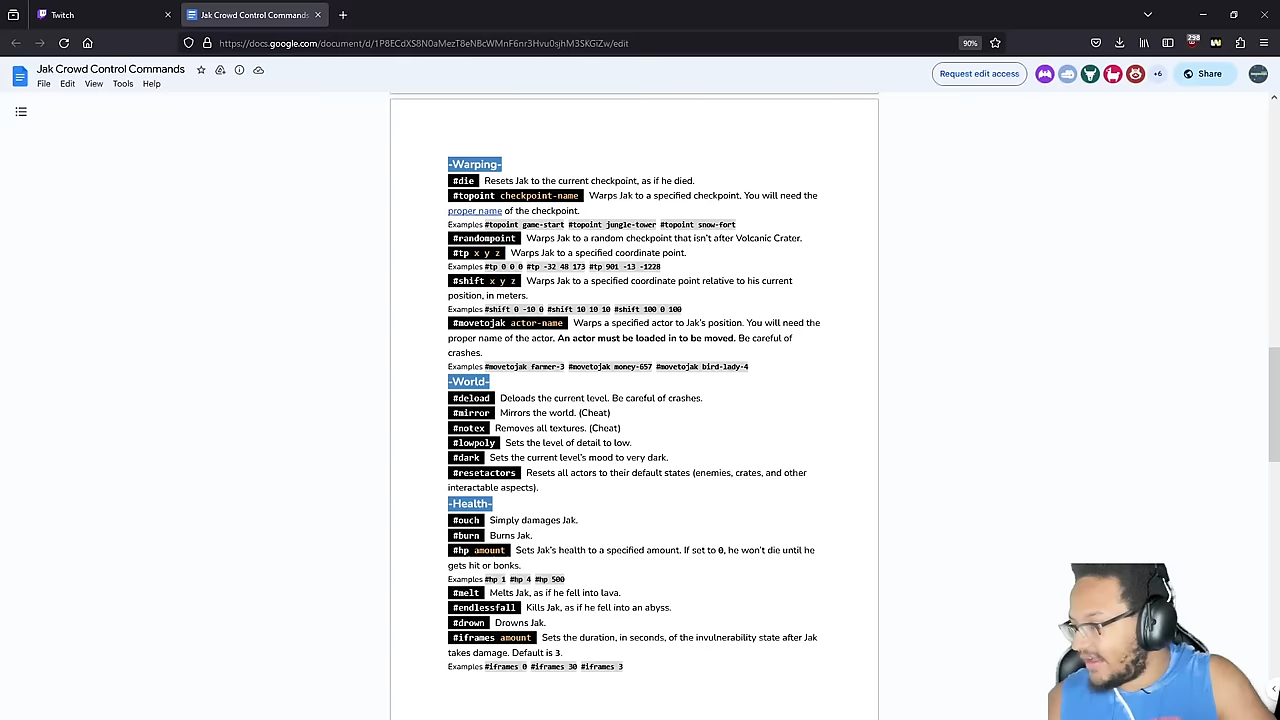 Twitch
Jak Crowd Control Commands
https://docs.google.com/document/d/1P8ECdXS8N0aMezT8eNBcWMnF6nr3Hvu0sjhM3SKGiZw/edit
90%
298
Jak Crowd Control Commands
File Edit View Tools Help
Request edit access
+6
Share
-Warping-
#die Resets Jak to the current checkpoint, as if he died.
#topoint checkpoint-name Warps Jak to a specified checkpoint. You will need the
proper name of the checkpoint.
Examples #topoint game-start #topoint jungle-tower #topoint snow-fort
#randompoint Warps Jak to a random checkpoint that isn't after Volcanic Crater.
#tp x y z Warps Jak to a specified coordinate point.
Examples #tp 0 0 0 #tp -32 48 173 #tp 901 -13 -1228
#shift x y z Warps Jak to a specified coordinate point relative to his current
position, in meters.
Examples #shift 0 -10 0 #shift 10 10 10 #shift 100 0 100
#movetojak actor-name Warps a specified actor to Jak's position. You will need the
proper name of the actor. An actor must be loaded in to be moved. Be careful of
crashes.
Examples #movetojak farmer-3 #movetojak money-657 #movetojak bird-lady-4
-World-
#deload Deloads the current level. Be careful of crashes.
#mirror Mirrors the world. (Cheat)
#notex Removes all textures. (Cheat)
#lowpoly Sets the level of detail to low.
#dark Sets the current level's mood to very dark.
#resetactors Resets all actors to their default states (enemies, crates, and other
interactable aspects).
-Health-
#ouch Simply damages Jak.
#burn Burns Jak.
#hp amount Sets Jak's health to a specified amount. If set to 0, he won't die until he
gets hit or bonks.
Examples #hp 1 #hp 4 #hp 500
#melt Melts Jak, as if he fell into lava.
#endlessfall Kills Jak, as if he fell into an abyss.
#drown Drowns Jak.
#iframes amount Sets the duration, in seconds, of the invulnerability state after Jak
takes damage. Default is 3.
Examples #iframes 0 #iframes 30 #iframes 3